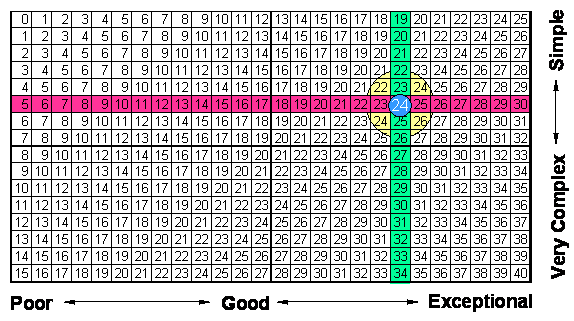 0 1 2 3 4 5 6 7 8 9 10 11 12 13 14 15 16 17 18 19 20 21 22 23 24 25
1 2 3 4 5 6 7 8 9 10 11 12 13 14 15 16 17 18 19 20 21 22 23 24 25 26
2 3 4 5 6 7 8 9 10 11 12 13 14 15 16 17 18 19 20 21 22 23 24 25 26 27
3 4 5 6 7 8 9 10 11 12 13 14 15 16 17 18 19 20 21 22 23 24 25 26 27 28
4 5 6 7 8 9 10 11 12 13 14 15 16 17 18 19 20 21 22 23 24 25 26 27 28 29
5 6 7 8 9 10 11 12 13 14 15 16 17 18 19 20 21 22 23 24 25 26 27 28 29 30
6 7 8 9 10 11 12 13 14 15 16 17 18 19 20 21 22 23 24 25 26 27 28 29 30 31
7 8 9 10 11 12 13 14 15 16 17 18 19 20 21 22 23 24 25 26 27 28 29 30 31 32
8 9 10 11 12 13 14 15 16 17 18 19 20 21 22 23 24 25 26 27 28 29 30 31 32 33
9 10 11 12 13 14 15 16 17 18 19 20 21 22 23 24 25 26 27 28 29 30 31 32 33 34
10 11 12 13 14 15 16 17 18 19 20 21 22 23 24 25 26 27 28 29 30 31 32 33 34 35
11 12 13 14 15 16 17 18 19 20 21 22 23 24 25 26 27 28 29 30 31 32 33 34 35 36
12 13 14 15 16 17 18 19 20 21 22 23 24 25 26 27 28 29 30 31 32 33 34 35 36 37
13 14 15 16 17 18 19 20 21 22 23 24 25 26 27 28 29 30 31 32 33 34 35 36 37 38
14 15 16 17 18 19 20 21 22 23 24 25 26 27 28 29 30 31 32 33 34 35 36 37 38 39
15 16 17 18 19 20 21 22 23 24 25 26 27 28 29 30 31 32 33 34 35 36 37 38 39 40
Simple
Very Complex
Poor Good Exceptional